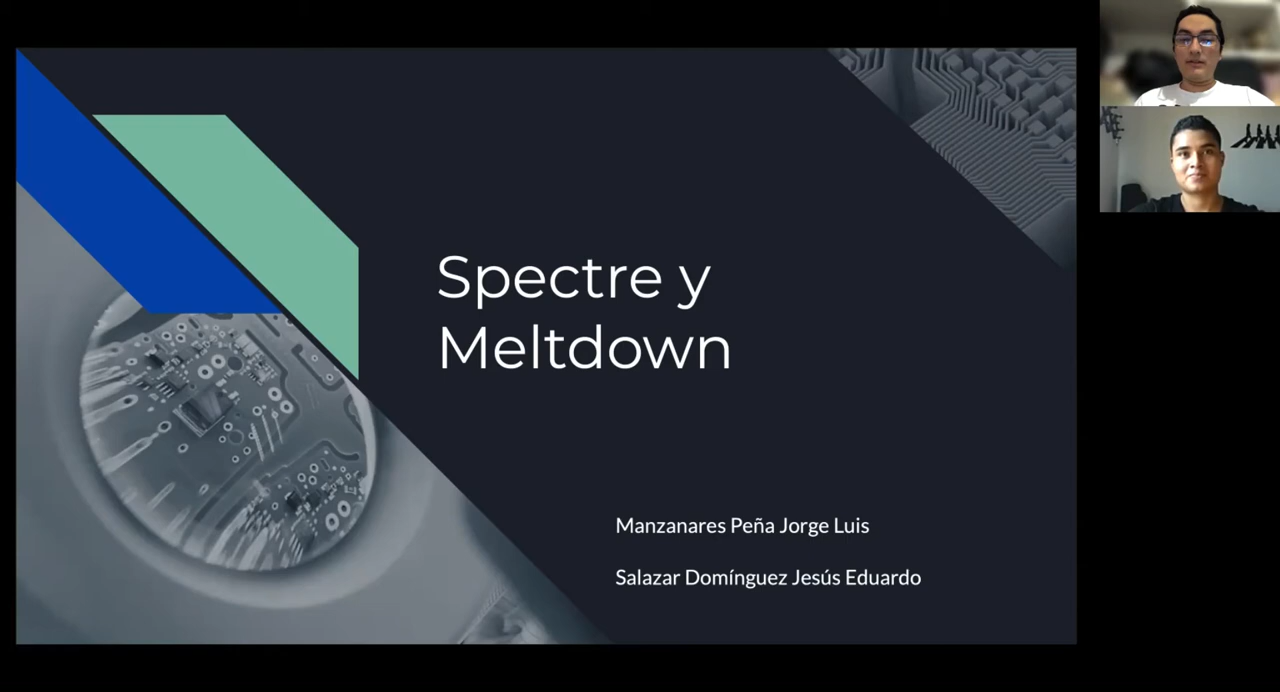 Spectre y
Meltdown
Manzanares Peña Jorge Luis
Salazar Domínguez Jesús Eduardo